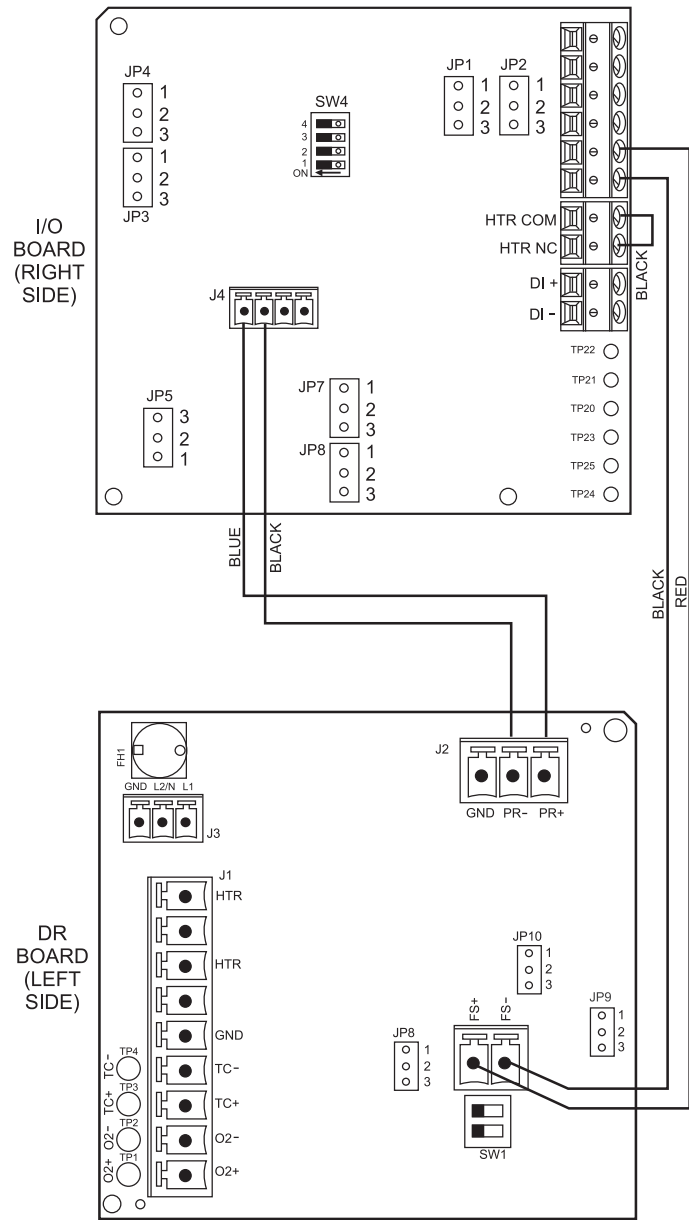 JP4
1
2
3
1
2
3
JP3
SW4
4
3
2
1
ON
JP1
1
2
3
JP2
1
2
3
I/O
BOARD
(RIGHT
SIDE)
HTR COM
HTR NC
BLACK
DI +
DI -
J4
TP22
TP21
TP20
TP23
TP25
TP24
JP5
3
2
1
JP7
1
2
3
JP8
1
2
3
BLUE
BLACK
BLACK
RED
FH1
GND L2/N L1
J3
J2
GND PR- PR+
DR
BOARD
(LEFT
SIDE)
J1
HTR
HTR
GND
TC-
TC+
O2-
O2+
TC-
TP4
TC+
TP3
O2-
TP2
O2+
TP1
JP10
1
2
3
JP9
1
2
3
JP8
1
2
3
FS+
FS-
SW1